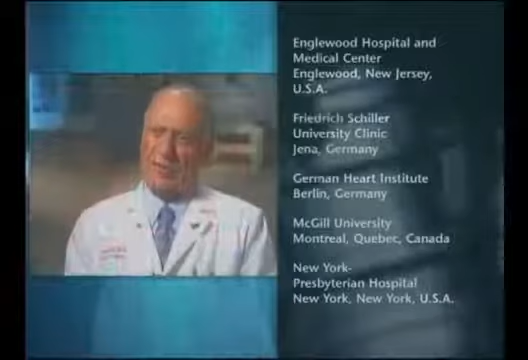 Englewood Hospital and
Medical Center
Englewood, New Jersey,
U.S.A.
Friedrich Schiller
University Clinic
Jena, Germany
German Heart Institute
Berlin, Germany
McGill University
Montreal, Quebec, Canada
New York-
Presbyterian Hospital
New York, New York, U.S.A.